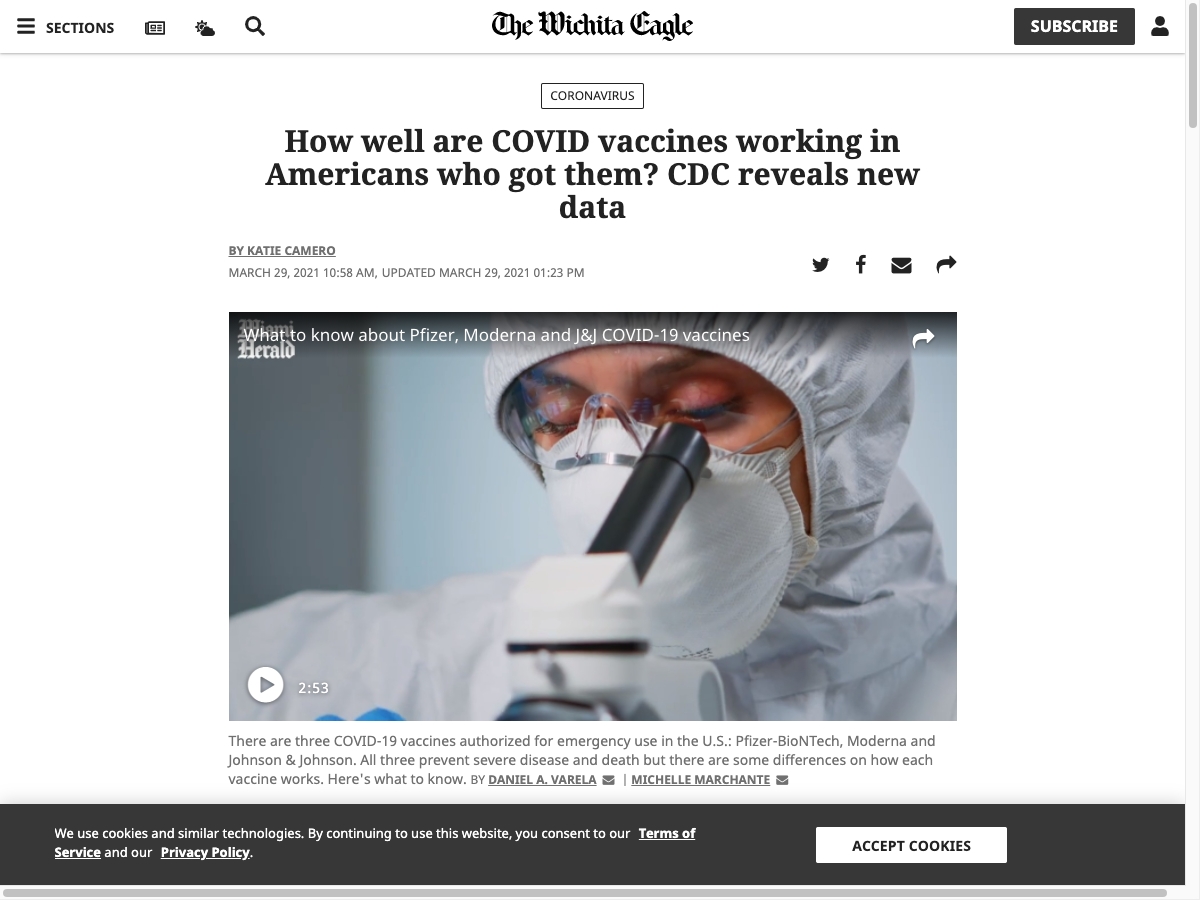 SECTIONS
The Wichita Eagle
SUBSCRIBE
CORONAVIRUS
How well are COVID vaccines working in
Americans who got them? CDC reveals new
data
BY KATIE CAMERO
MARCH 29, 2021 10:58 AM, UPDATED MARCH 29, 2021 01:23 PM
Miami
Herald
What to know about Pfizer, Moderna and J&J COVID-19 vaccines
2:53
There are three COVID-19 vaccines authorized for emergency use in the U.S.: Pfizer-BioNTech, Moderna and
Johnson & Johnson. All three prevent severe disease and death but there are some differences on how each
vaccine works. Here's what to know. BY DANIEL A. VARELA | MICHELLE MARCHANTE
We use cookies and similar technologies. By continuing to use this website, you consent to our Terms of
Service and our Privacy Policy.
ACCEPT COOKIES